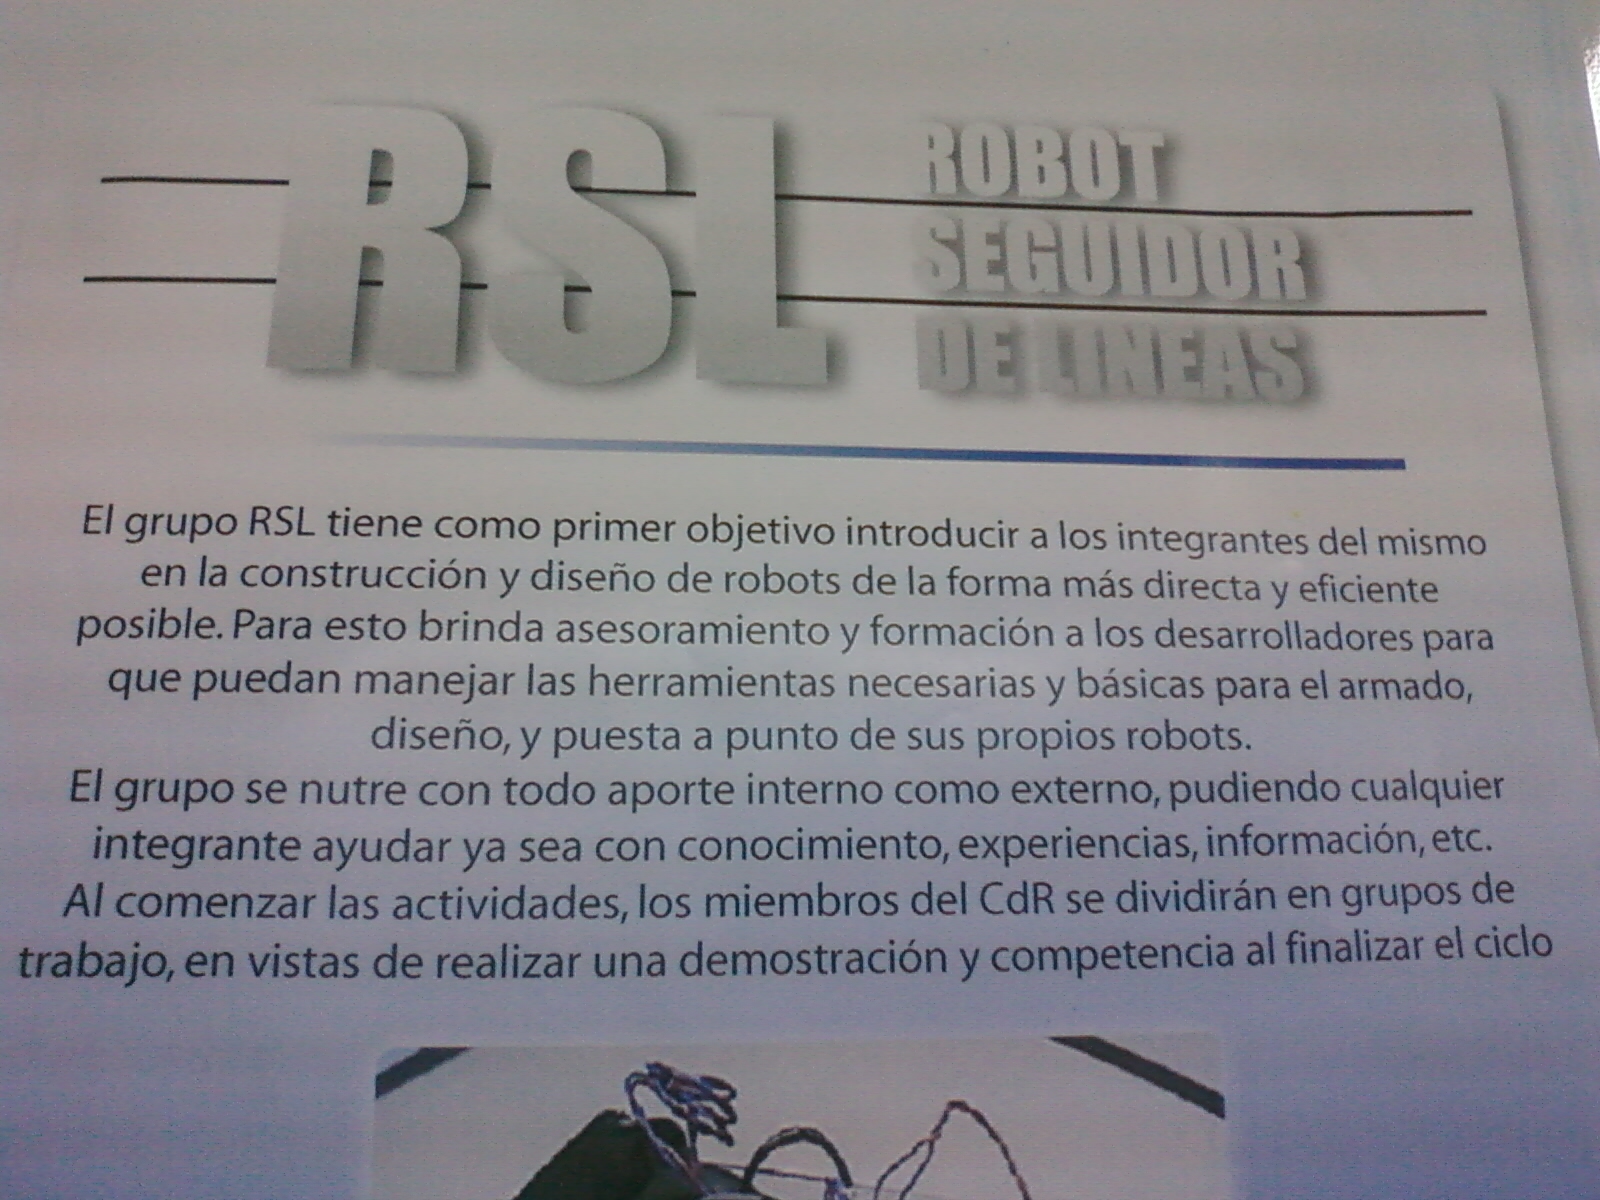 RSL
ROBOT
SEGUIDOR
DE LINEAS
El grupo RSL tiene como primer objetivo introducir a los integrantes del mismo
en la construcción y diseño de robots de la forma más directa y eficiente
posible. Para esto brinda asesoramiento y formación a los desarrolladores para
que puedan manejar las herramientas necesarias y básicas para el armado,
diseño, y puesta a punto de sus propios robots.
El grupo se nutre con todo aporte interno como externo, pudiendo cualquier
integrante ayudar ya sea con conocimiento, experiencias, información, etc.
Al comenzar las actividades, los miembros del CdR se dividirán en grupos de
trabajo, en vistas de realizar una demostración y competencia al finalizar el ciclo